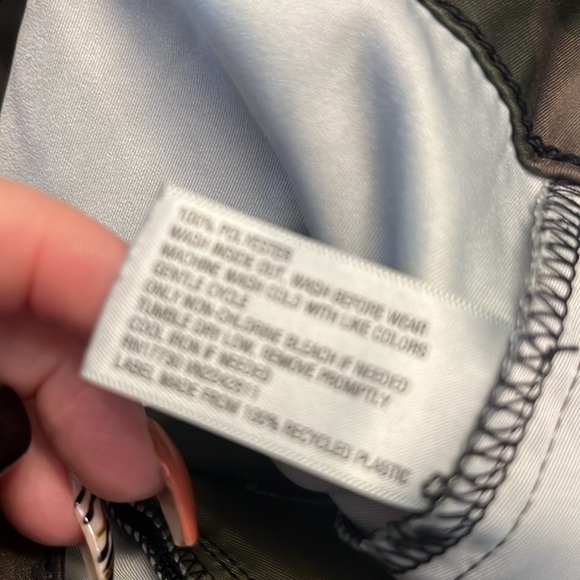 100% POLYESTER
WASH INSIDE OUT, WASH BEFORE WEAR
MACHINE WASH COLD WITH LIKE COLORS
GENTLE CYCLE
ONLY NON-CHLORINE BLEACH IF NEEDED
TUMBLE DRY LOW, REMOVE PROMPTLY
COOL IRON IF NEEDED
LABEL MADE FROM 100% RECYCLED PLASTIC